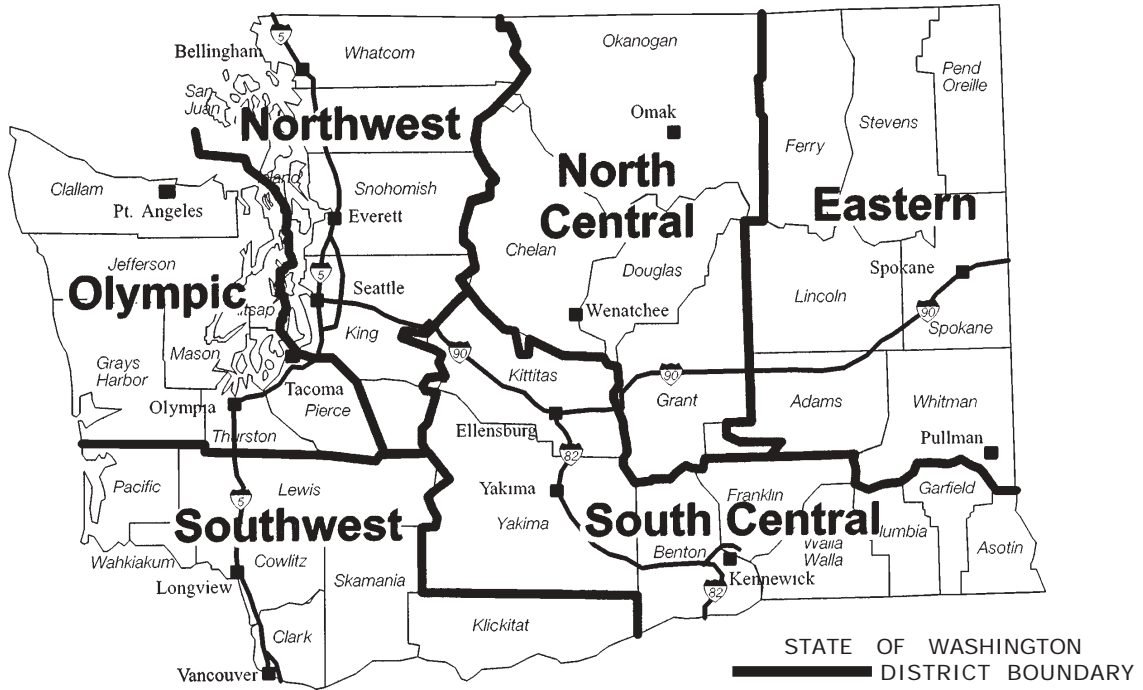 5
Bellingham
Whatcom
Okanogan
Pend
Oreille
San
Juan
Northwest
Omak
Stevens
Ferry
North
Central
Clallam
Pt. Angeles
Island
Snohomish
Everett
Eastern
Chelan
Jefferson
Olympic
5
Seattle
Douglas
Spokane
Lincoln
Wenatchee
90
Spokane
tsap
King
Mason
Grays
Harbor
90
Kittitas
90
Grant
Adams
Whitman
Olympia
Tacoma
Pierce
Ellensburg
Thurston
Pullman
82
Pacific
5
Lewis
Yakima
Yakima
Franklin
Garfield
Southwest
South Central
lumbia
Wahkiakum
Cowlitz
Benton
Walla
Walla
Asotin
Longview
Skamania
Kennewick
82
Clark
Klickitat
Vancouver
STATE OF WASHINGTON
DISTRICT BOUNDARY